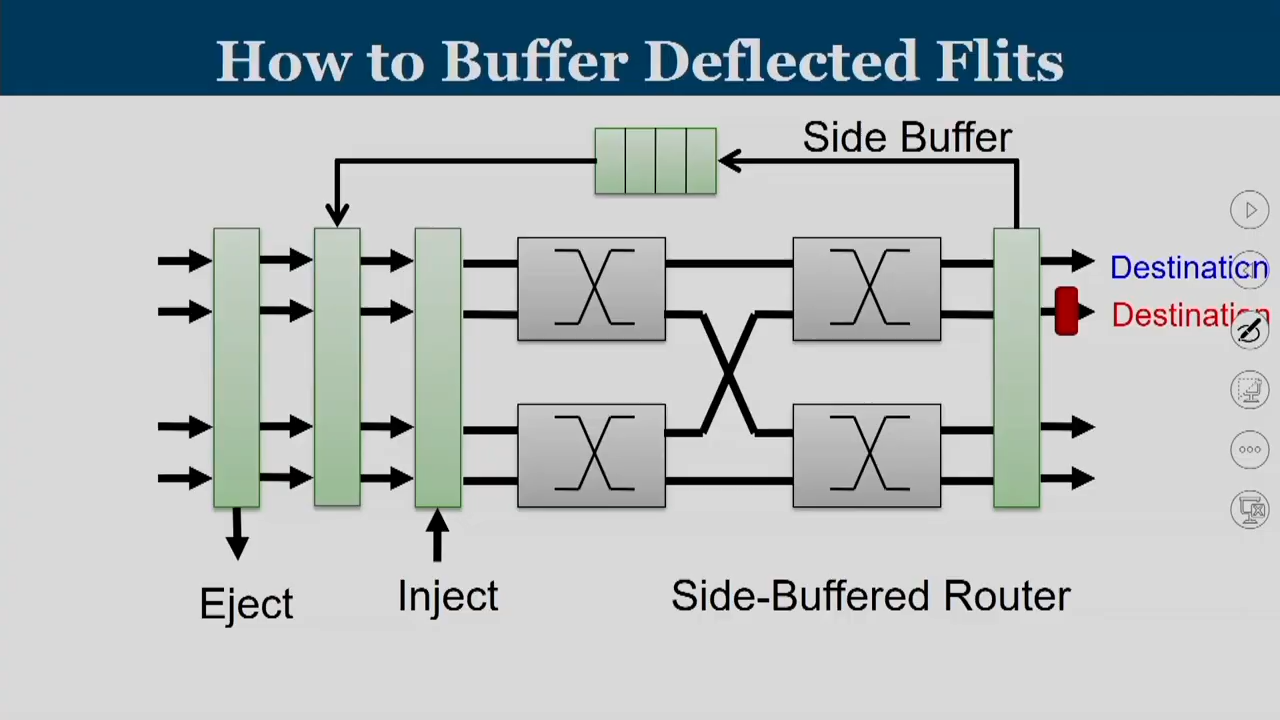 How to Buffer Deflected Flits
Side Buffer
Destination
Destination
Eject
Inject
Side-Buffered Router